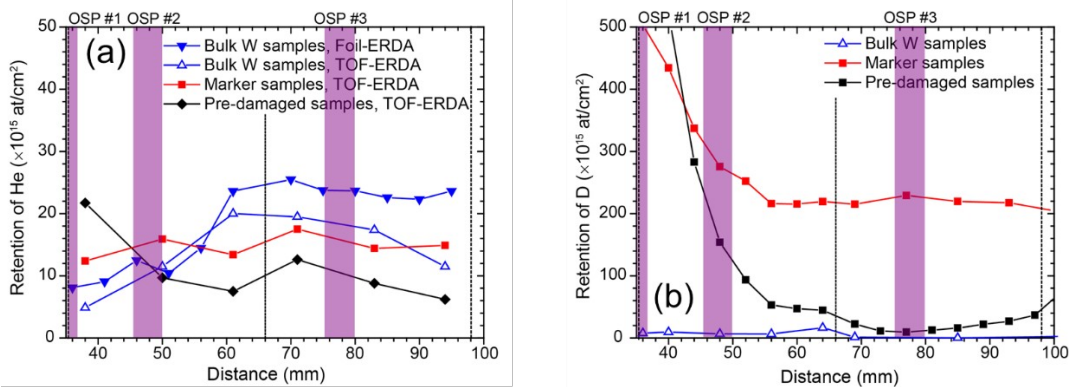 OSP #1 OSP #2 OSP #3
(a)
Bulk W samples, Foil-ERDA
Bulk W samples, TOF-ERDA
Marker samples, TOF-ERDA
Pre-damaged samples, TOF-ERDA
Retention of He (×10¹⁵ at/cm²)
50
40
30
20
10
0
40 50 60 70 80 90 100
Distance (mm)
OSP #1 OSP #2 OSP #3
Bulk W samples
Marker samples
Pre-damaged samples
Retention of D (×10¹⁵ at/cm²)
500
400
300
200
100
0
(b)
40 50 60 70 80 90 100
Distance (mm)